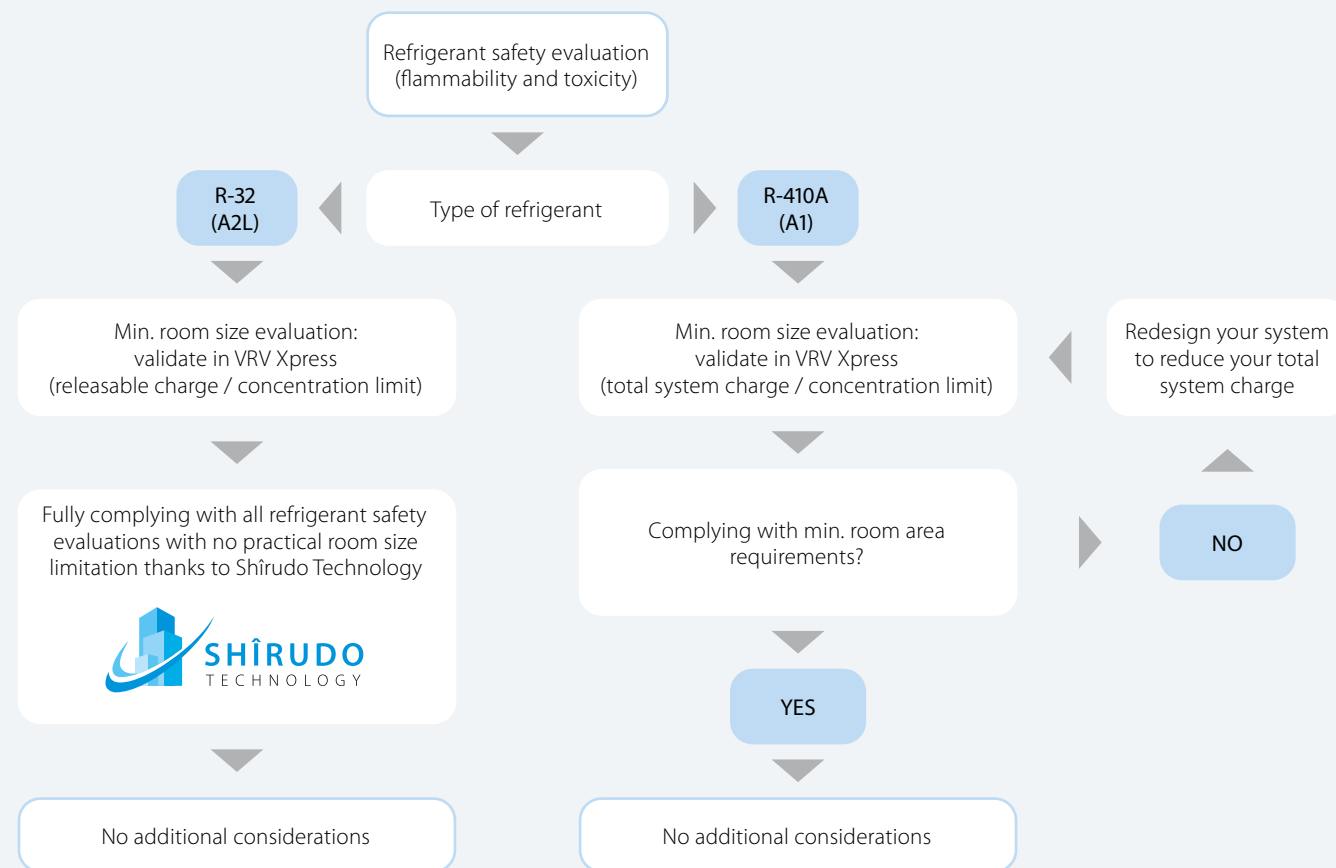 Refrigerant safety evaluation
(flammability and toxicity)
R-32
(A2L)
Type of refrigerant
R-410A
(A1)
Min. room size evaluation:
validate in VRV Xpress
(releasable charge / concentration limit)
Min. room size evaluation:
validate in VRV Xpress
(total system charge / concentration limit)
Redesign your system
to reduce your total
system charge
Fully complying with all refrigerant safety
evaluations with no practical room size
limitation thanks to Shîrudo Technology
SHÎRUDO
TECHNOLOGY
Complying with min. room area
requirements?
NO
YES
No additional considerations
No additional considerations